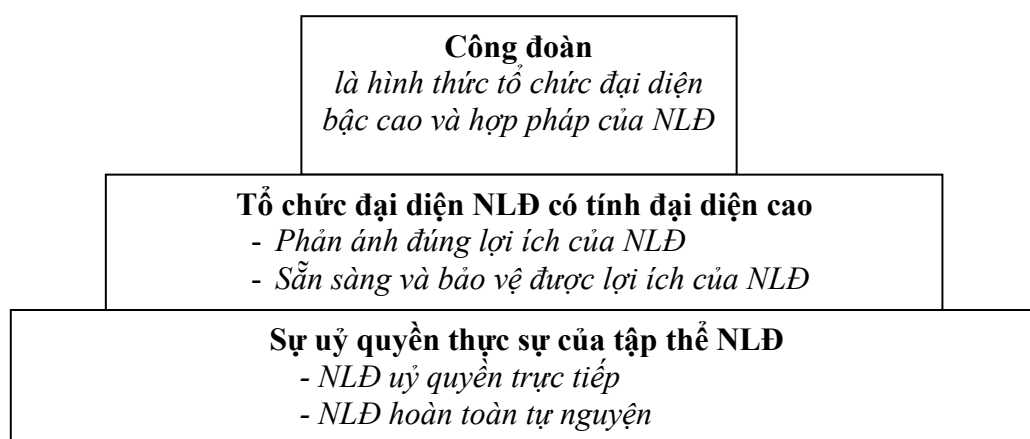 Công đoàn
là hình thức tổ chức đại diện
bậc cao và hợp pháp của NLĐ
Tổ chức đại diện NLĐ có tính đại diện cao
- Phản ánh đúng lợi ích của NLĐ
- Sẵn sàng và bảo vệ được lợi ích của NLĐ
Sự uỷ quyền thực sự của tập thể NLĐ
- NLĐ uỷ quyền trực tiếp
- NLĐ hoàn toàn tự nguyện